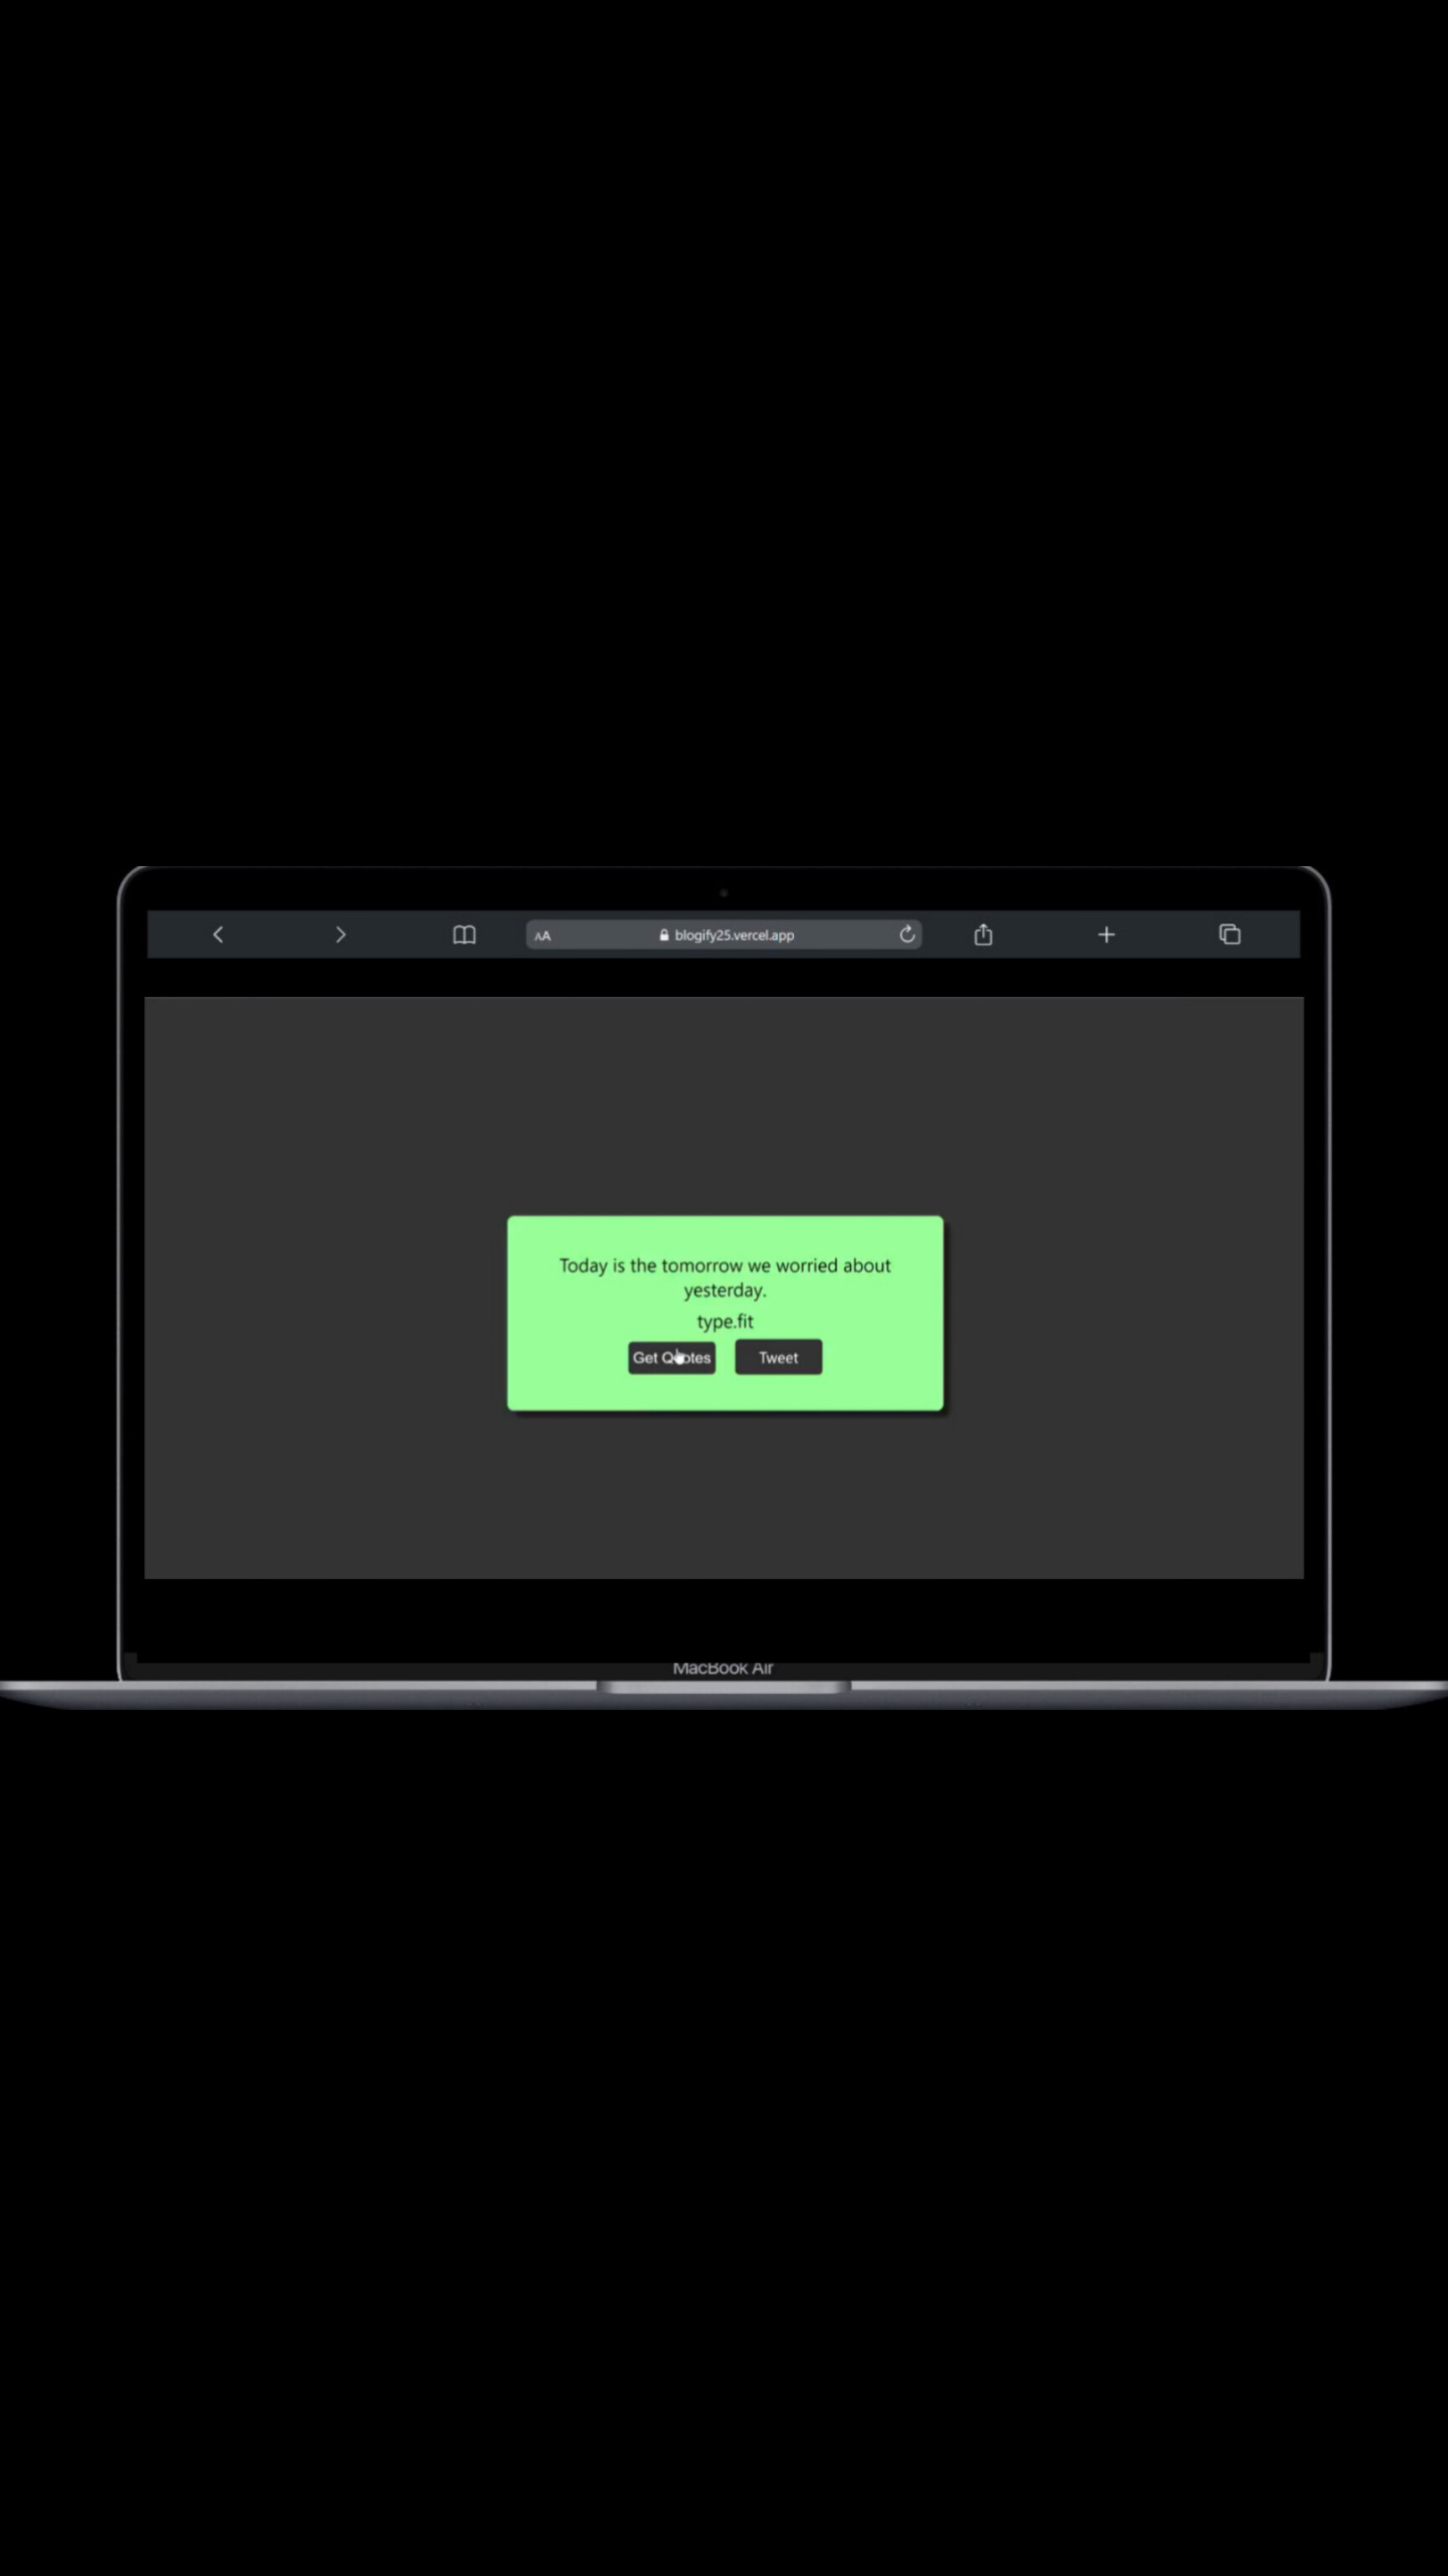 AA blogify25.vercel.app
Today is the tomorrow we worried about
yesterday.
type.fit
Get Quotes Tweet
MacBook Air